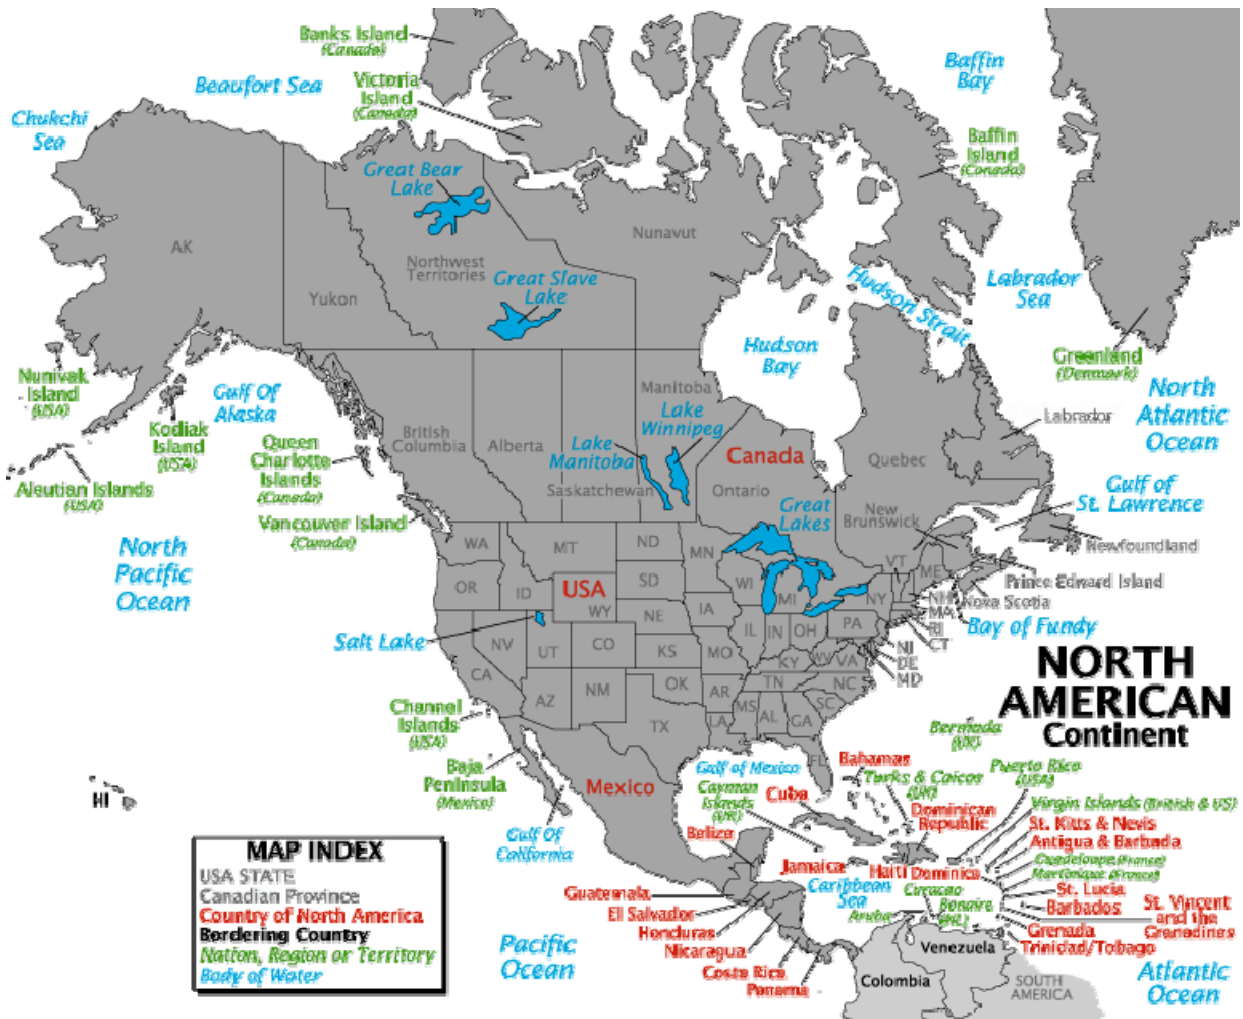 Banks Island
(Canada)
Beaufort Sea
Victoria
Island
(Canada)
Chukchi
Sea
Baffin
Bay
Baffin
Island
(Canada)
Great Bear
Lake
AK
Nunavut
Northwest
Territories
Great Slave
Lake
Yukon
Hudson Strait
Labrador
Sea
Hudson
Bay
Greenland
(Denmark)
Nunivak
Island
(USA)
Gulf Of
Alaska
Manitoba
Lake
Winnipeg
North
Atlantic
Ocean
Labrador
Kodiak
Island
(USA)
Queen
Charlotte
Islands
(Canada)
British
Columbia
Alberta
Lake
Manitoba
Saskatchewan
Canada
Ontario
Quebec
Aleutian Islands
(USA)
Vancouver Island
(Canada)
Great
Lakes
New
Brunswick
Gulf of
St. Lawrence
Newfoundland
Prince Edward Island
Nova Scotia
Bay of Fundy
North
Pacific
Ocean
WA
MT
ND
MN
VT
ME
OR
ID
USA
WY
SD
WI
MI
NY
NH
MA
RI
CT
NE
IA
IL
IN
OH
PA
NJ
DE
MD
Salt Lake
NV
UT
CO
KS
MO
KY
WV
VA
CA
AZ
NM
OK
AR
TN
NC
SC
TX
LA
MS
AL
GA
FL
NORTH
AMERICAN
Continent
Channel
Islands
(USA)
Baja
Peninsula
(Mexico)
Mexico
Gulf of Mexico
Cayman
Islands
(UK)
Cuba
Bahamas
Bermuda
(UK)
Turks & Caicos
(UK)
Puerto Rico
(USA)
Dominican
Republic
Virgin Islands (British & US)
St. Kitts & Nevis
Antigua & Barbuda
Guadeloupe (France)
Martinique (France)
HI
Gulf Of
California
Belize
Jamaica
Haiti
Dominica
Caribbean
Sea
Curacao
Bonaire
(NL)
Aruba
St. Lucia
Barbados
St. Vincent
and the
Grenadines
Grenada
Trinidad/Tobago
Guatemala
El Salvador
Honduras
Nicaragua
Costa Rica
Panama
Pacific
Ocean
Venezuela
Colombia
SOUTH
AMERICA
Atlantic
Ocean
MAP INDEX
USA STATE
Canadian Province
Country of North America
Bordering Country
Nation, Region or Territory
Body of Water